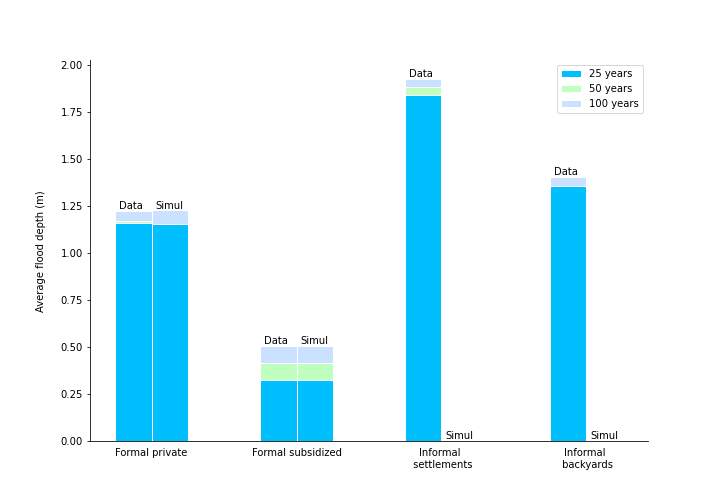 2.00
1.75
1.50
1.25
1.00
0.75
0.50
0.25
0.00
Average flood depth (m)
Data
Simul
Data
Simul
Data
Simul
Data
Simul
25 years
50 years
100 years
Formal private
Formal subsidized
Informal
settlements
Informal
backyards